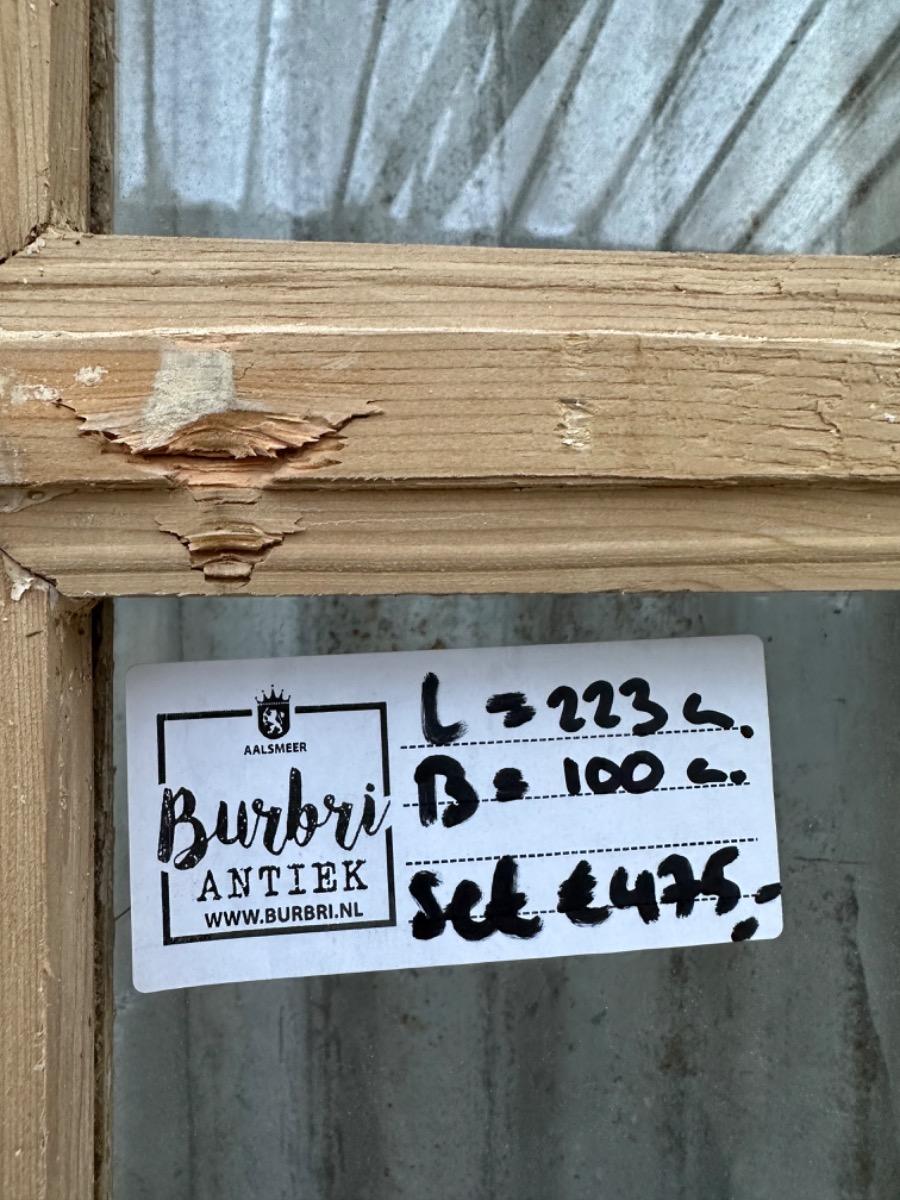 AALSMEER
Burbri
ANTIEK
WWW.BURBRI.NL
L = 223 c.
B = 100 c.
Set €475,-